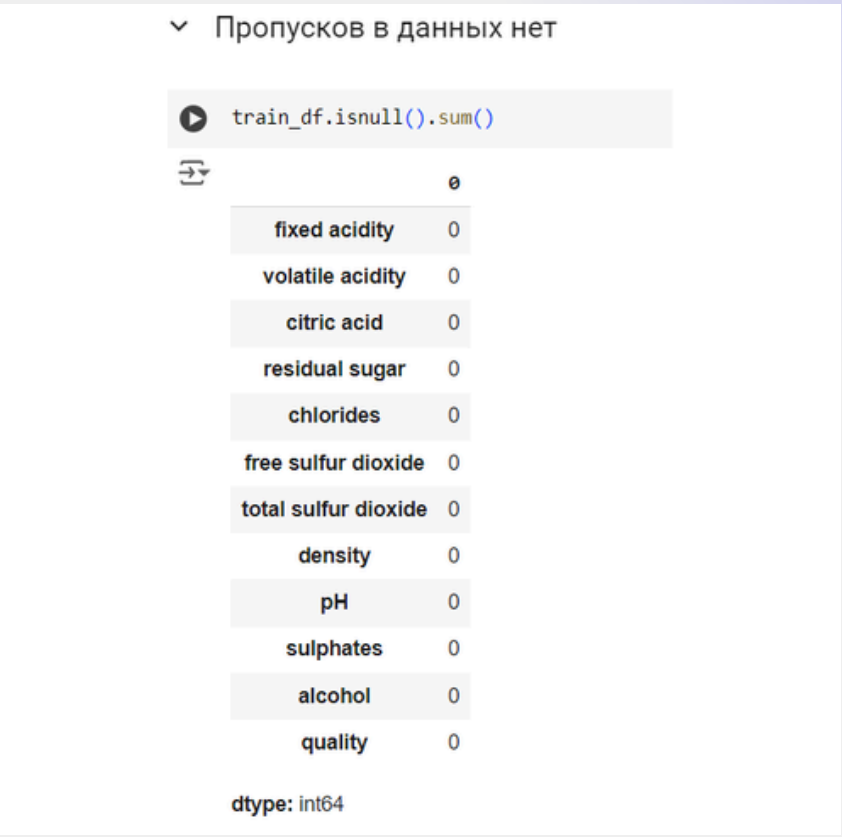 Пропусков в данных нет
train_df.isnull().sum()
0
fixed acidity 0
volatile acidity 0
citric acid 0
residual sugar 0
chlorides 0
free sulfur dioxide 0
total sulfur dioxide 0
density 0
pH 0
sulphates 0
alcohol 0
quality 0
dtype: int64